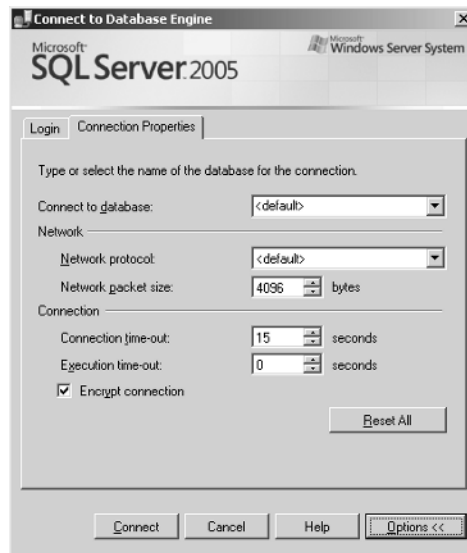 Connect to Database Engine
Microsoft
SQL Server 2005
Microsoft
Windows Server System
Login Connection Properties
Type or select the name of the database for the connection.
Connect to database: <default>
Network
Network protocol: <default>
Network packet size: 4096 bytes
Connection
Connection time-out: 15 seconds
Execution time-out: 0 seconds
Encrypt connection
Reset All
Connect Cancel Help Options <<